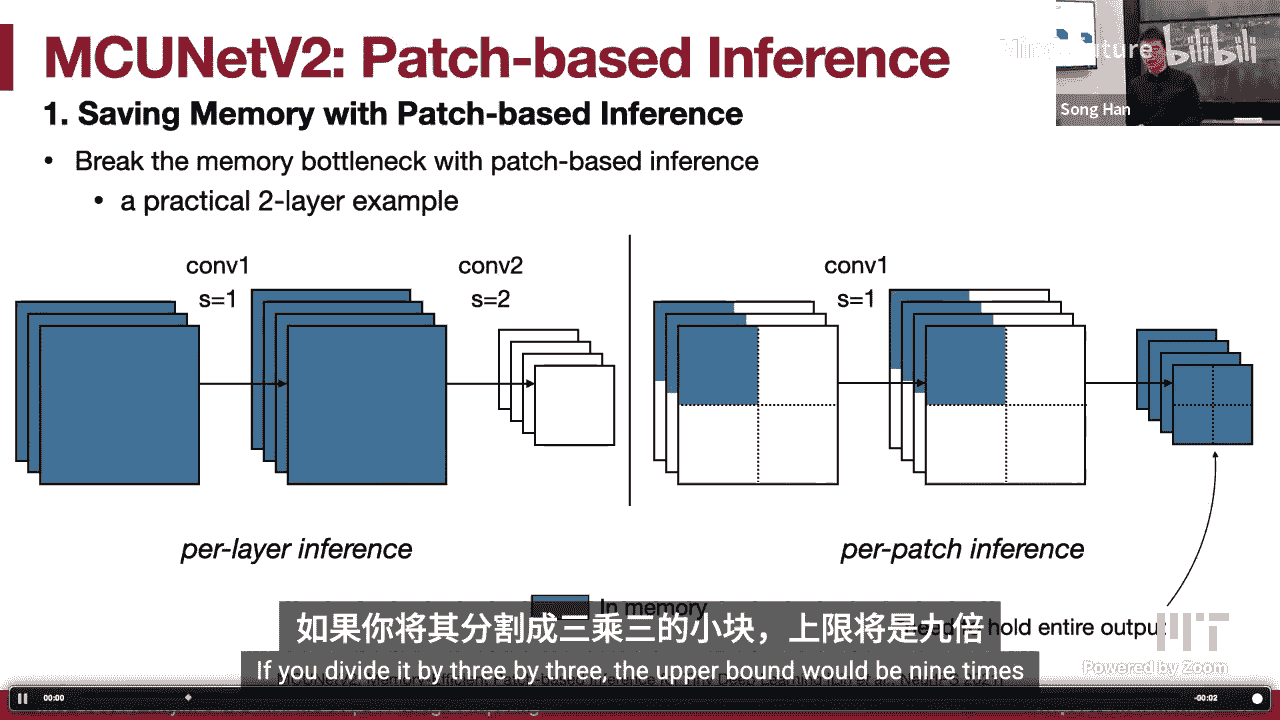 MCUNetV2: Patch-based Inference
bilibili
Song Han
1. Saving Memory with Patch-based Inference
• Break the memory bottleneck with patch-based inference
• a practical 2-layer example
conv1
s=1
conv2
s=2
conv1
s=1
per-layer inference
per-patch inference
In memory
hold entire output
如果你将其分割成三乘三的小块，上限将是九倍
If you divide it by three by three, the upper bound would be nine times
MIT
Powered by Zoom
00:00
-00:02